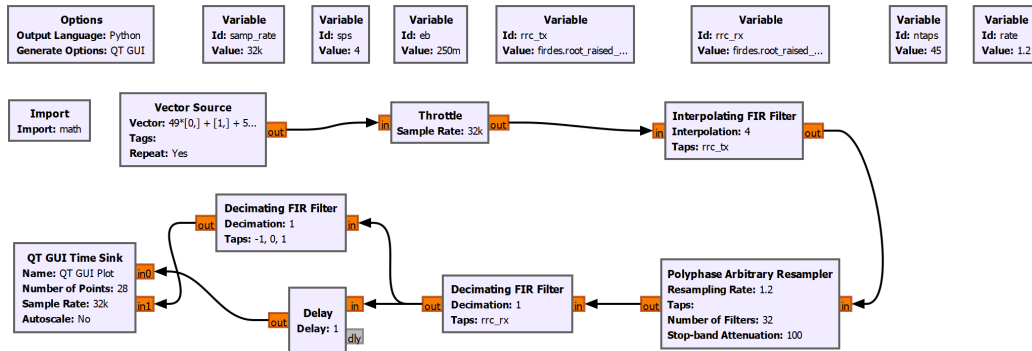 Options
Output Language: Python
Generate Options: QT GUI
Variable
Id: samp_rate
Value: 32k
Variable
Id: sps
Value: 4
Variable
Id: eb
Value: 250m
Variable
Id: rrc_tx
Value: firdes.root_raised_...
Variable
Id: rrc_rx
Value: firdes.root_raised_...
Variable
Id: ntaps
Value: 45
Variable
Id: rate
Value: 1.2
Import
Import: math
Vector Source
Vector: 49*[0,] + [1,] + 5...
Tags:
Repeat: Yes
out
in
Throttle
Sample Rate: 32k
out
in
Interpolating FIR Filter
Interpolation: 4
Taps: rrc_tx
out
out
Decimating FIR Filter
Decimation: 1
Taps: -1, 0, 1
in
QT GUI Time Sink
Name: QT GUI Plot
Number of Points: 28
Sample Rate: 32k
Autoscale: No
in0
in1
out
Delay
Delay: 1
in
dly
out
Decimating FIR Filter
Decimation: 1
Taps: rrc_rx
in
out
Polyphase Arbitrary Resampler
Resampling Rate: 1.2
Taps:
Number of Filters: 32
Stop-band Attenuation: 100
in